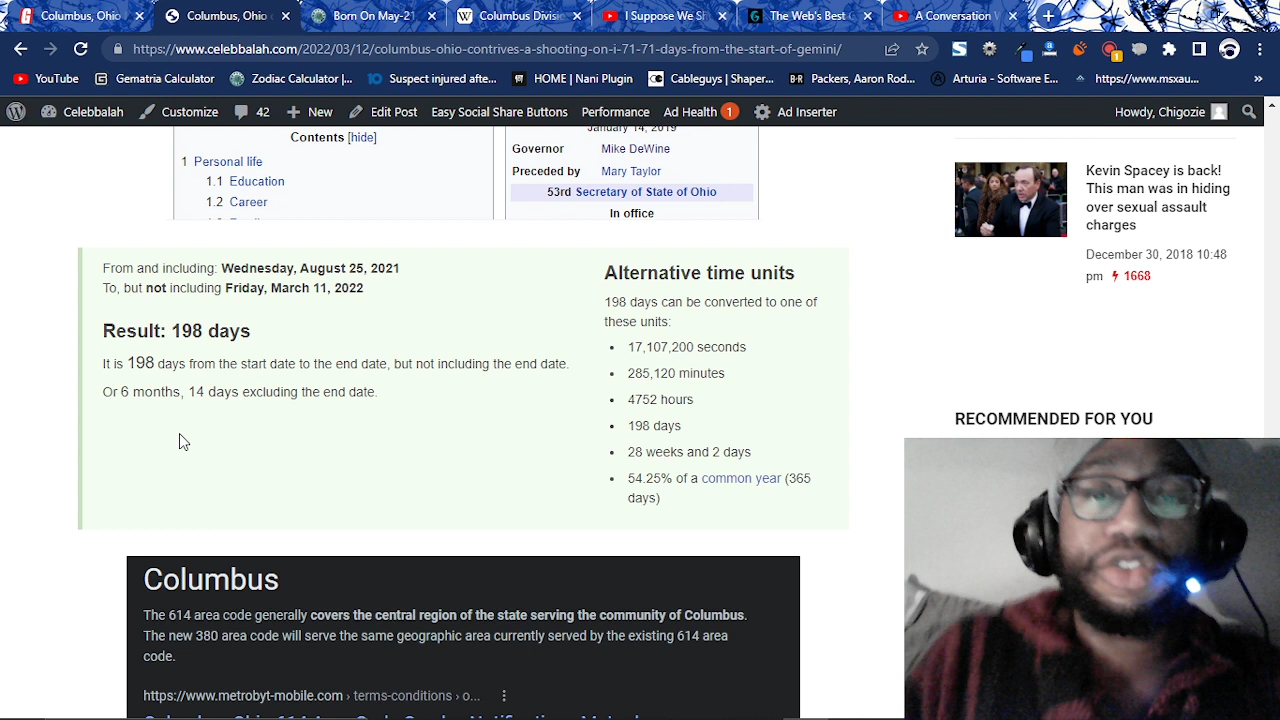 Columbus, Ohio
Columbus, Ohio
Born On May-21
Columbus Divisi
I Suppose We Sh
The Web's Best
A Conversation
https://www.celebbalah.com/2022/03/12/columbus-ohio-contrives-a-shooting-on-i-71-71-days-from-the-start-of-gemini/
YouTube
Gematria Calculator
Zodiac Calculator |...
Suspect injured afte...
HOME | Nani Plugin
Cableguys | Shaper...
Packers, Aaron Rod...
Arturia - Software E...
https://www.msxau...
Celebbalah
Customize
42
New
Edit Post
Easy Social Share Buttons
Performance
Ad Health 1
Ad Inserter
Howdy, Chigozie
Contents [hide]
1 Personal life
1.1 Education
1.2 Career
January 14, 2019
Governor Mike DeWine
Preceded by Mary Taylor
53rd Secretary of State of Ohio
In office
From and including: Wednesday, August 25, 2021
To, but not including Friday, March 11, 2022
Result: 198 days
It is 198 days from the start date to the end date, but not including the end date.
Or 6 months, 14 days excluding the end date.
Alternative time units
198 days can be converted to one of
these units:
17,107,200 seconds
285,120 minutes
4752 hours
198 days
28 weeks and 2 days
54.25% of a common year (365
days)
Columbus
The 614 area code generally covers the central region of the state serving the community of Columbus.
The new 380 area code will serve the same geographic area currently served by the existing 614 area
code.
https://www.metrobyt-mobile.com › terms-conditions › o...
Kevin Spacey is back!
This man was in hiding
over sexual assault
charges
December 30, 2018 10:48
pm 1668
RECOMMENDED FOR YOU